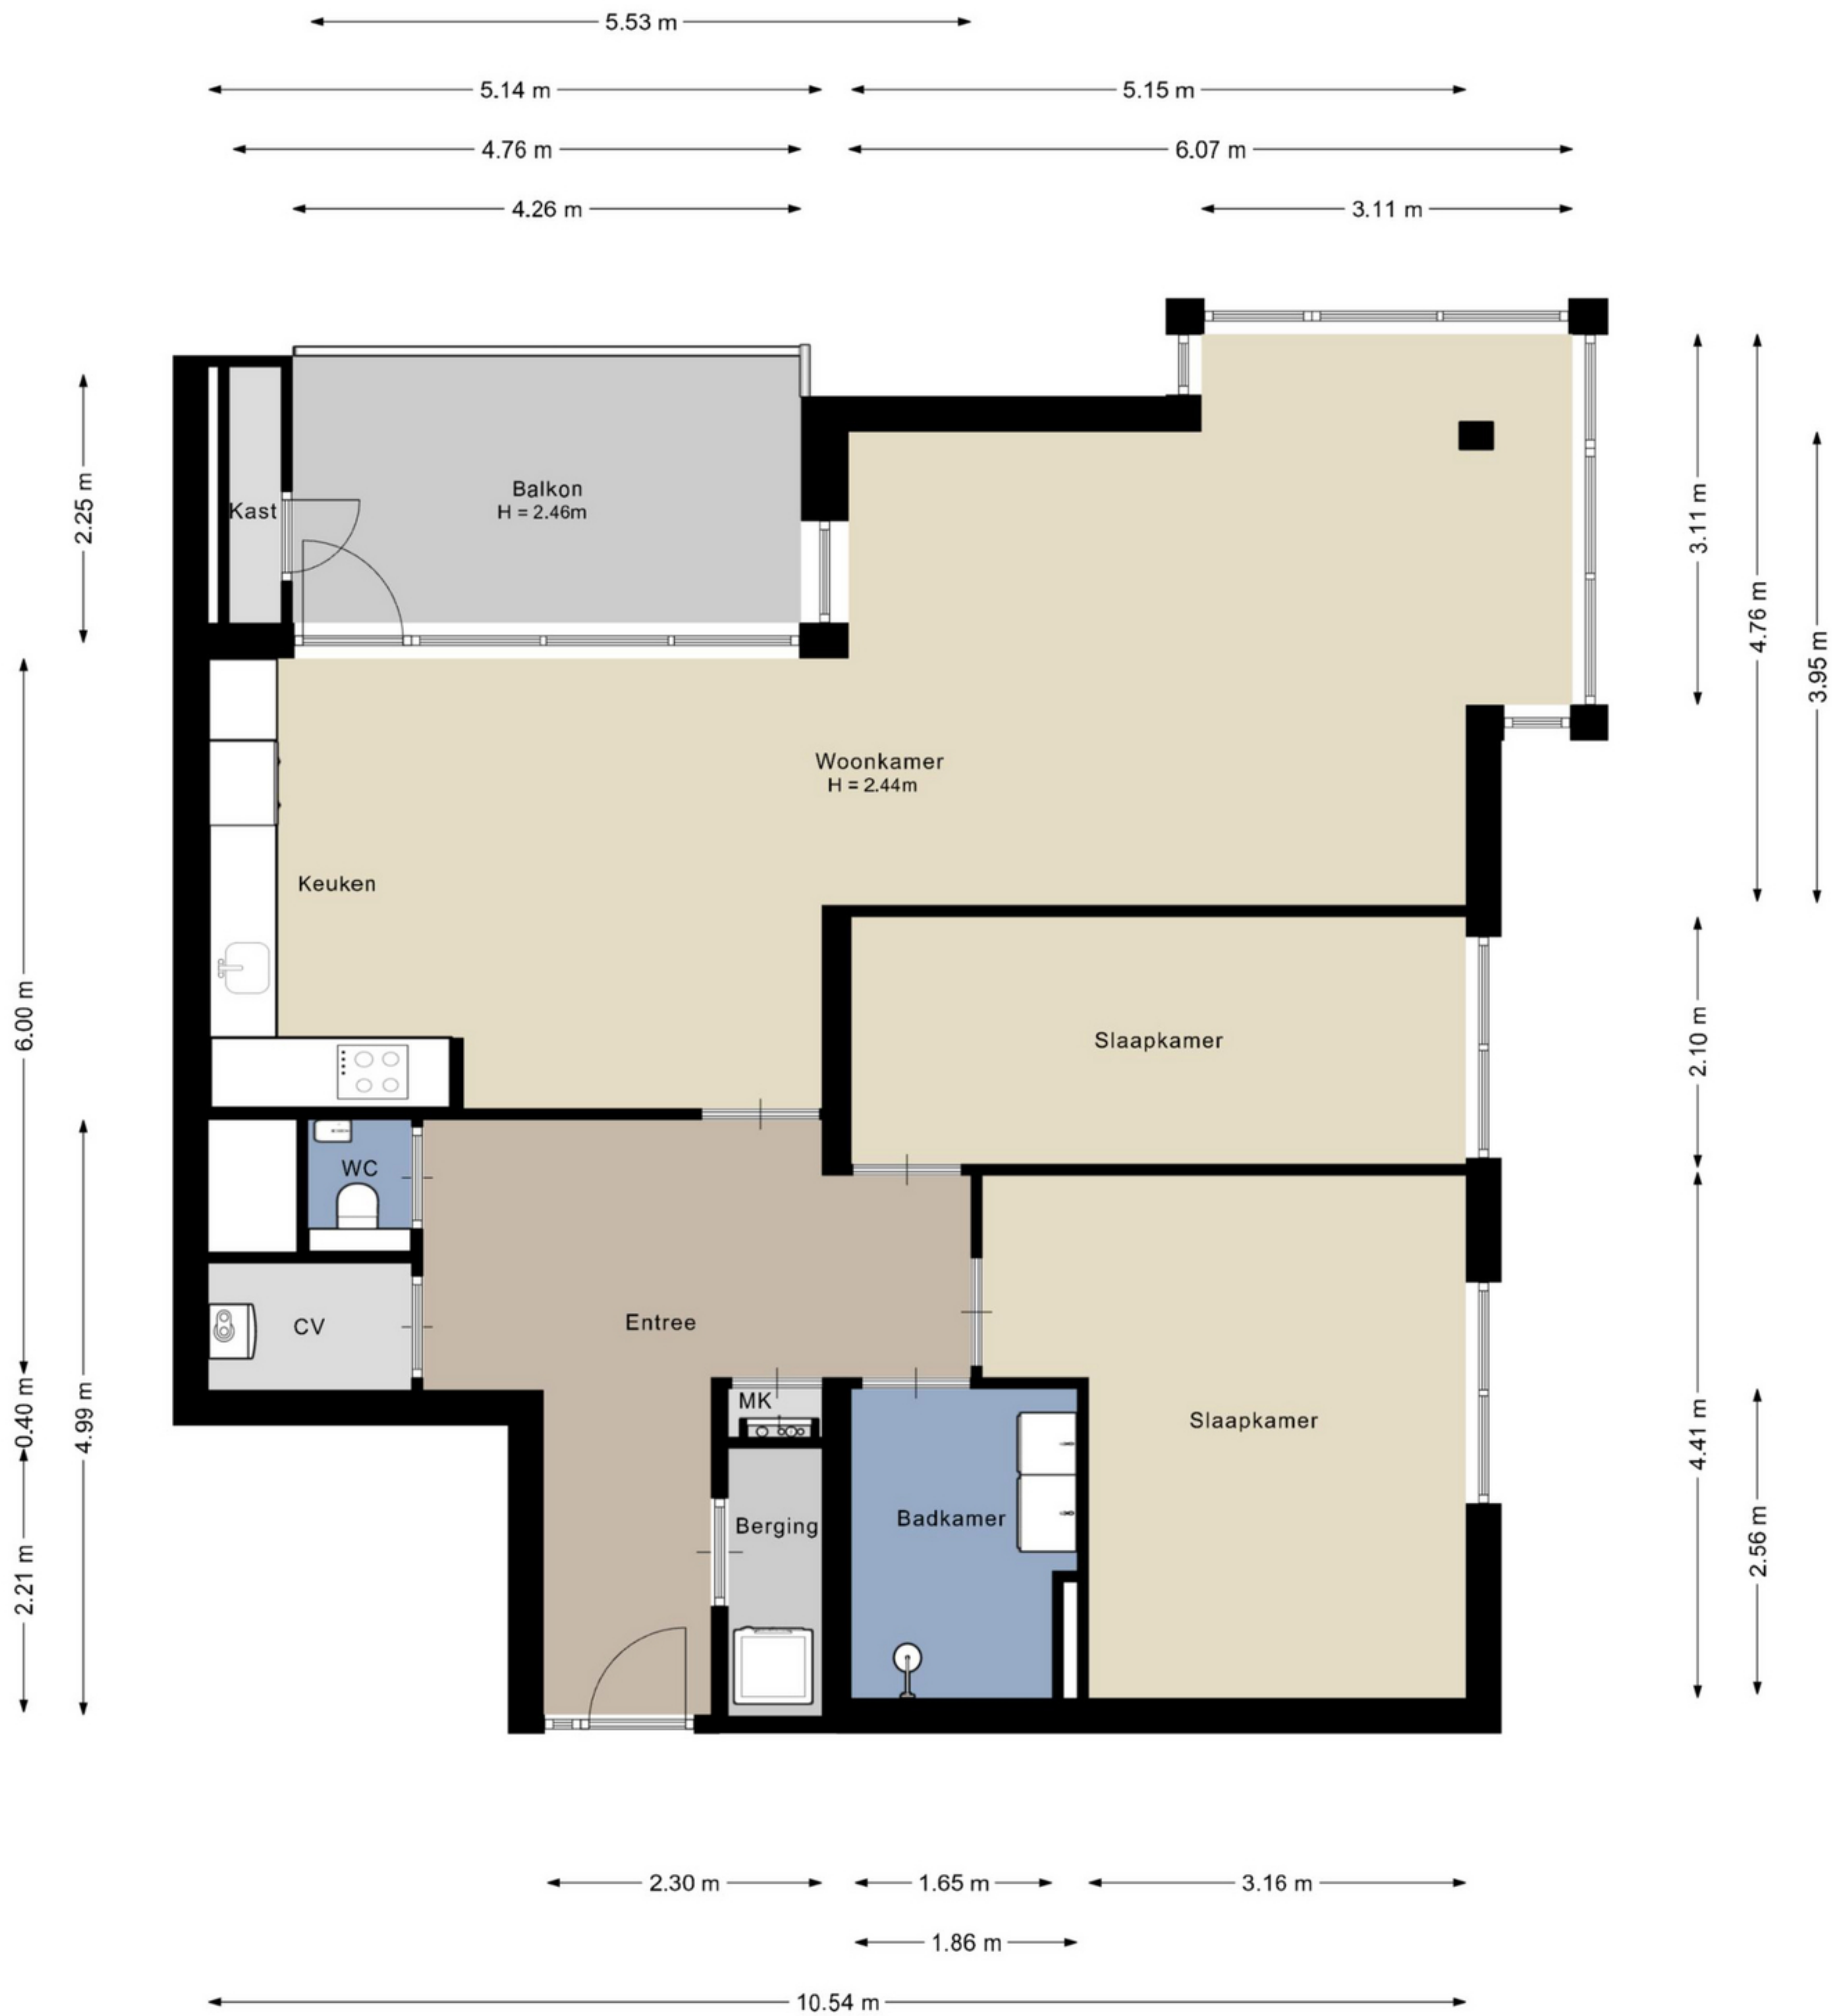 5.53 m
5.14 m
5.15 m
4.76 m
6.07 m
4.26 m
3.11 m
2.25 m
Kast
Balkon
H = 2.46m
3.11 m
4.76 m
3.95 m
Woonkamer
H = 2.44m
Keuken
6.00 m
Slaapkamer
2.10 m
WC
CV
Entree
0.40 m
4.99 m
MK
Slaapkamer
4.41 m
Badkamer
Berging
2.56 m
2.21 m
2.30 m
1.65 m
3.16 m
1.86 m
10.54 m